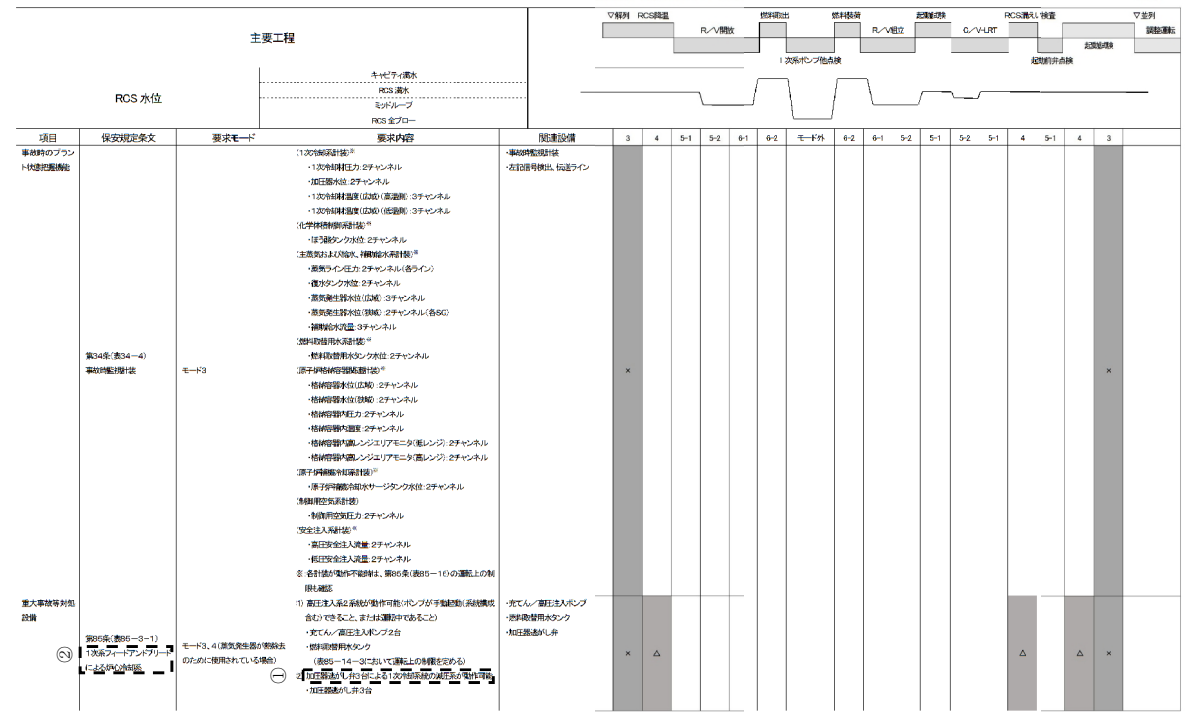 主要工程
▽解列 RCS降温 燃料取出 燃料装荷 起動試験 RCS漏えい検査 ▽並列
R/V開放 R/V組立 C/V-LRT 調整運転
起動試験
1次系ポンプ他点検 起動前弁点検
RCS 水位
キャビティ満水
RCS 満水
ミッドループ
RCS 全ブロー
項目 保安規定条文 要求モード 要求内容 関連設備 3 4 5-1 5-2 6-1 6-2 モード外 6-2 6-1 5-2 5-1 5-2 5-1 4 5-1 4 3
事故時のプラン
ト状態把握機能
第34条(表34-4)
事故時監視計装
モード3
(1次冷却系計装)※
・1次冷却材圧力:2チャンネル
・加圧器水位:2チャンネル
・1次冷却材温度(広域)(高温側):3チャンネル
・1次冷却材温度(広域)(低温側):3チャンネル
(化学体積制御系計装)※
・ほう酸タンク水位:2チャンネル
(主蒸気および給水、補助給水系計装)※
・蒸気ライン圧力:2チャンネル(各ライン)
・復水タンク水位:2チャンネル
・蒸気発生器水位(広域):3チャンネル
・蒸気発生器水位(狭域):2チャンネル(各SG)
・補助給水流量:3チャンネル
(燃料取替用水系計装)※
・燃料取替用水タンク水位:2チャンネル
(原子炉格納容器関連計装)※
・格納容器水位(広域):2チャンネル
・格納容器水位(狭域):2チャンネル
・格納容器内圧力:2チャンネル
・格納容器内温度:2チャンネル
・格納容器内高レンジエリアモニタ(低レンジ):2チャンネル
・格納容器内高レンジエリアモニタ(高レンジ):2チャンネル
(原子炉補機冷却系計装)※
・原子炉補機冷却水サージタンク水位:2チャンネル
(制御用空気系計装)
・制御用空気圧力:2チャンネル
(安全注入系計装)※
・高圧安全注入流量:2チャンネル
・低圧安全注入流量:2チャンネル
※:各計装が動作不能時は、第85条(表85-16)の運転上の制
限も確認
・事故時監視計装
・左記信号検出、伝送ライン
× ×
重大事故等対処
設備
第85条(表85-3-1)
② 1次系フィードアンドブリード
による炉心冷却系
モード3、4(蒸気発生器が熱除去
のために使用されている場合)
1) 高圧注入系2系統が動作可能(ポンプが手動起動(系統構成
含む)できること、または運転中であること)
・充てん/高圧注入ポンプ2台
・燃料取替用水タンク
(表85-14-3において運転上の制限を定める)
① 2)加圧器逃がし弁3台による1次冷却系統の減圧系が動作可能
・加圧器逃がし弁3台
・充てん/高圧注入ポンプ
・燃料取替用水タンク
・加圧器逃がし弁
× △ △ △ ×